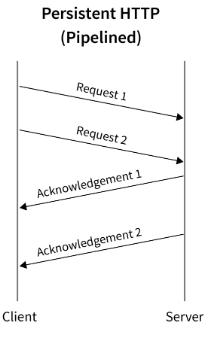 Persistent HTTP
(Pipelined)
Request 1
Request 2
Acknowledgement 1
Acknowledgement 2
Client
Server